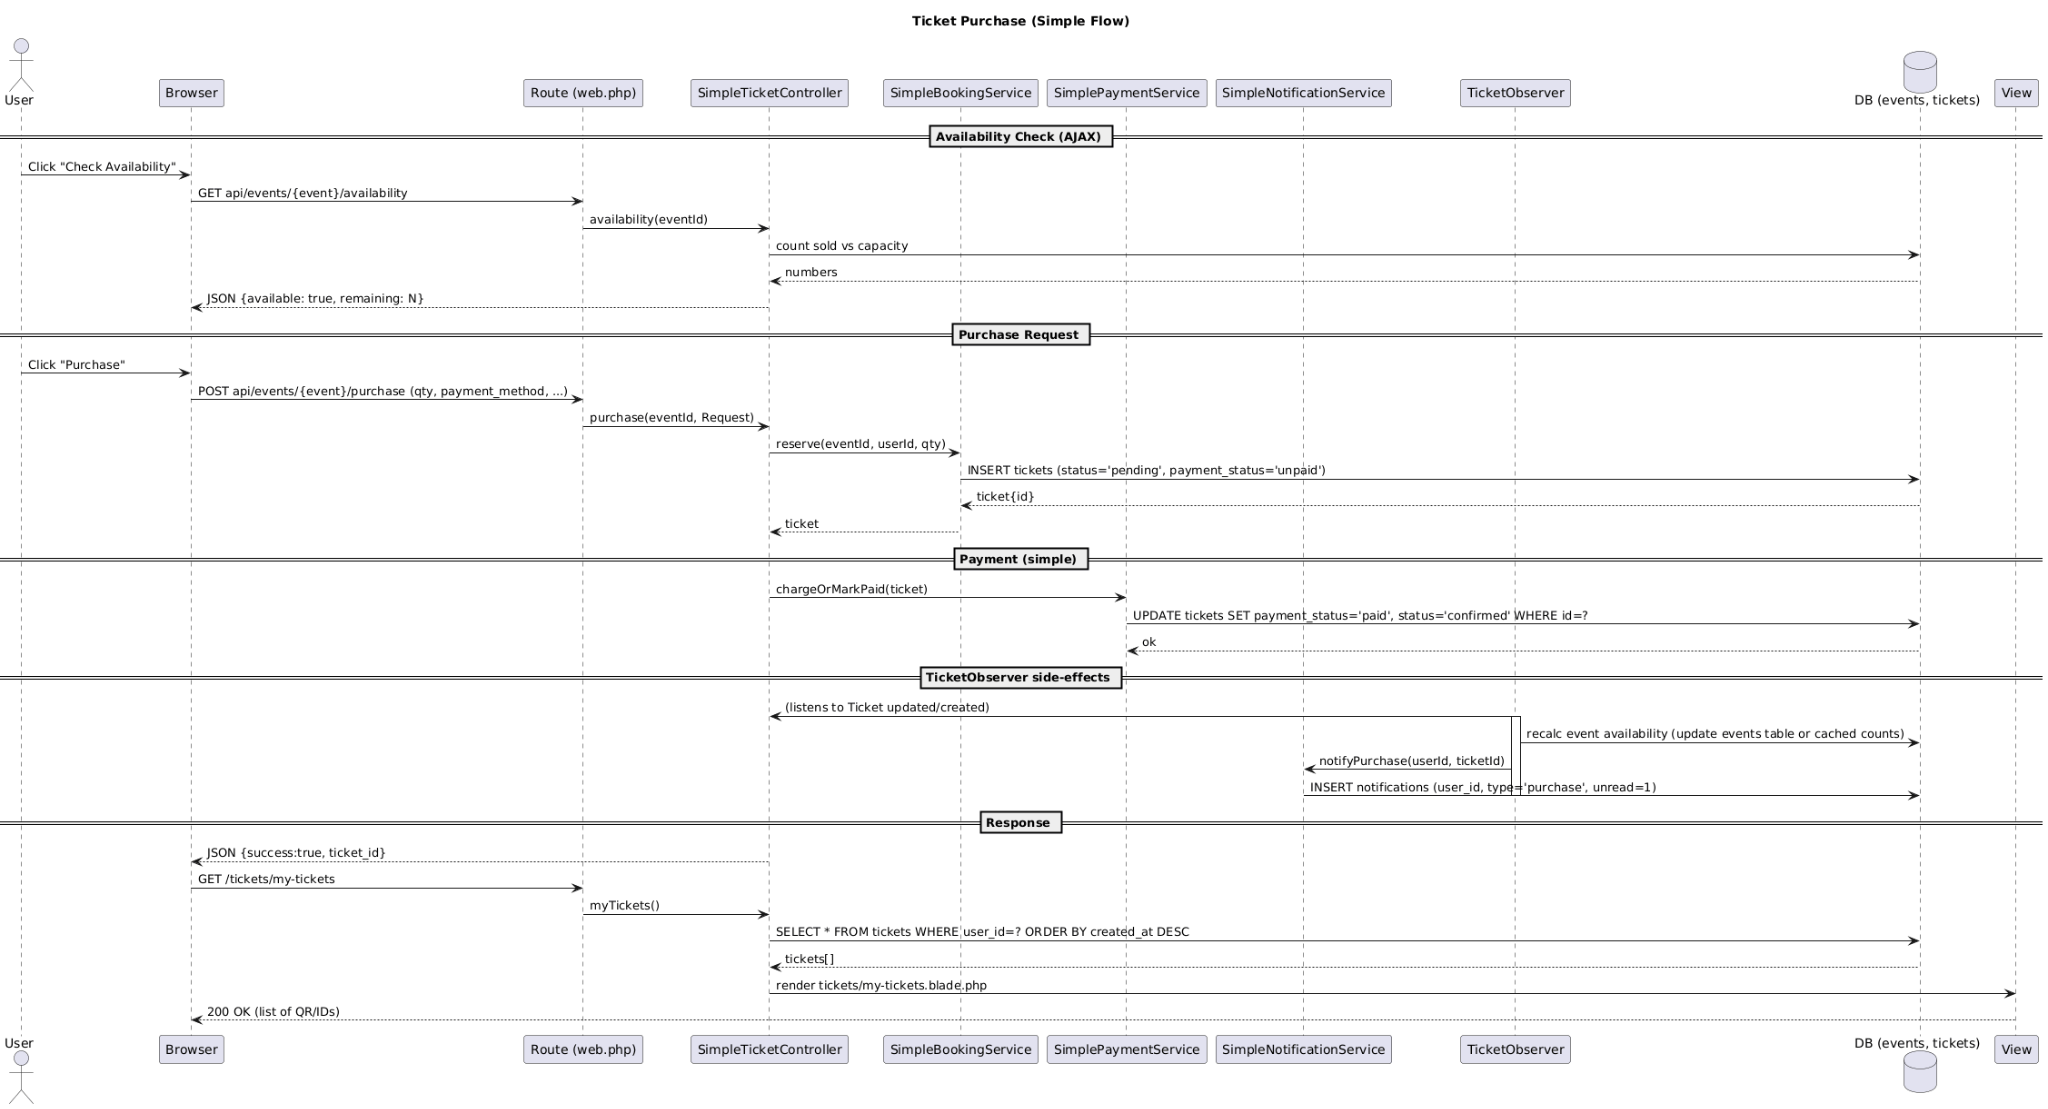 Ticket Purchase (Simple Flow)
User
Browser
Route (web.php)
SimpleTicketController
SimpleBookingService
SimplePaymentService
SimpleNotificationService
TicketObserver
DB (events, tickets)
View
Availability Check (AJAX)
Click "Check Availability"
GET api/events/{event}/availability
availability(eventId)
count sold vs capacity
numbers
JSON {available: true, remaining: N}
Purchase Request
Click "Purchase"
POST api/events/{event}/purchase (qty, payment_method, ...)
purchase(eventId, Request)
reserve(eventId, userId, qty)
INSERT tickets (status='pending', payment_status='unpaid')
ticket{id}
ticket
Payment (simple)
chargeOrMarkPaid(ticket)
UPDATE tickets SET payment_status='paid', status='confirmed' WHERE id=?
ok
TicketObserver side-effects
(listens to Ticket updated/created)
recalc event availability (update events table or cached counts)
notifyPurchase(userId, ticketId)
INSERT notifications (user_id, type='purchase', unread=1)
Response
JSON {success:true, ticket_id}
GET /tickets/my-tickets
myTickets()
SELECT * FROM tickets WHERE user_id=? ORDER BY created_at DESC
tickets[]
render tickets/my-tickets.blade.php
200 OK (list of QR/IDs)
User
Browser
Route (web.php)
SimpleTicketController
SimpleBookingService
SimplePaymentService
SimpleNotificationService
TicketObserver
DB (events, tickets)
View